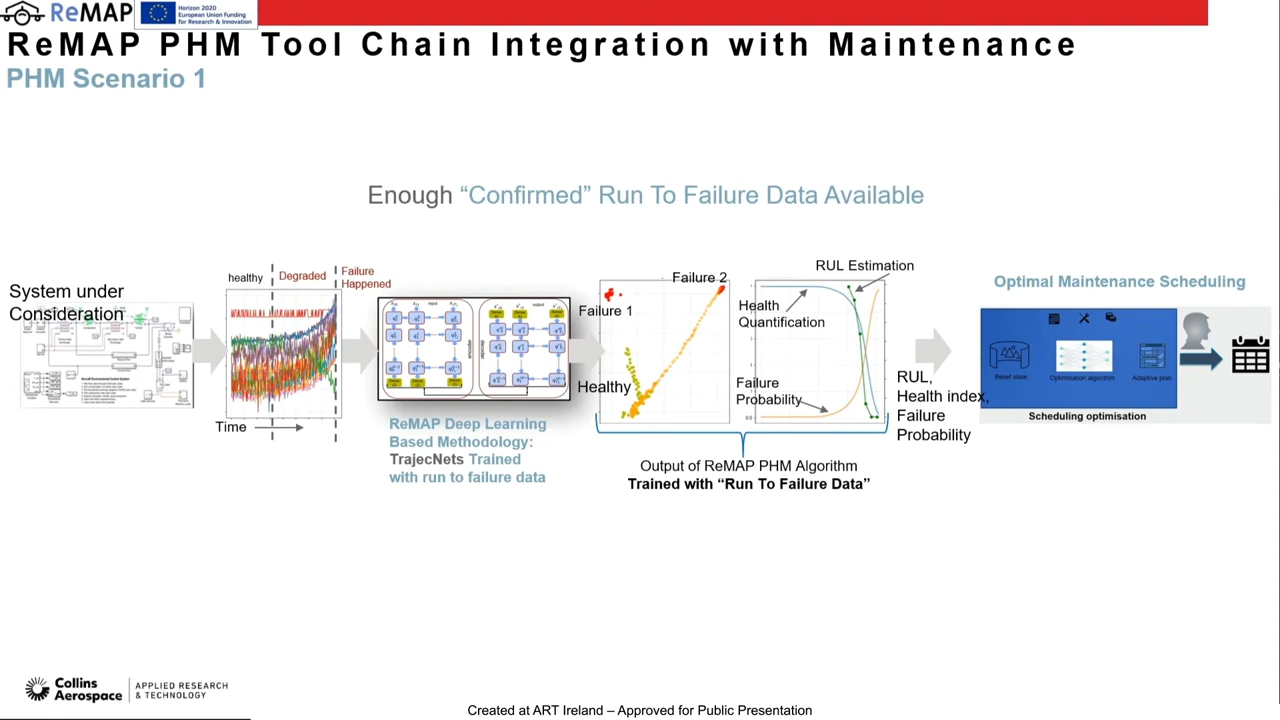 ReMAP
Horizon 2020
European Union Funding
for Research & Innovation
ReMAP PHM Tool Chain Integration with Maintenance
PHM Scenario 1
Enough “Confirmed” Run To Failure Data Available
System under
Consideration
healthy
Degraded
Failure
Happened
Time
input
output
encoder
decoder
ReMAP Deep Learning
Based Methodology:
TrajecNets Trained
with run to failure data
Failure 2
Failure 1
Healthy
RUL Estimation
Health
Quantification
Failure
Probability
Output of ReMAP PHM Algorithm
Trained with “Run To Failure Data”
RUL,
Health index,
Failure
Probability
Optimal Maintenance Scheduling
Belief state
Optimisation algorithm
Adaptive plan
Scheduling optimisation
Collins
Aerospace
APPLIED RESEARCH
& TECHNOLOGY
Created at ART Ireland – Approved for Public Presentation